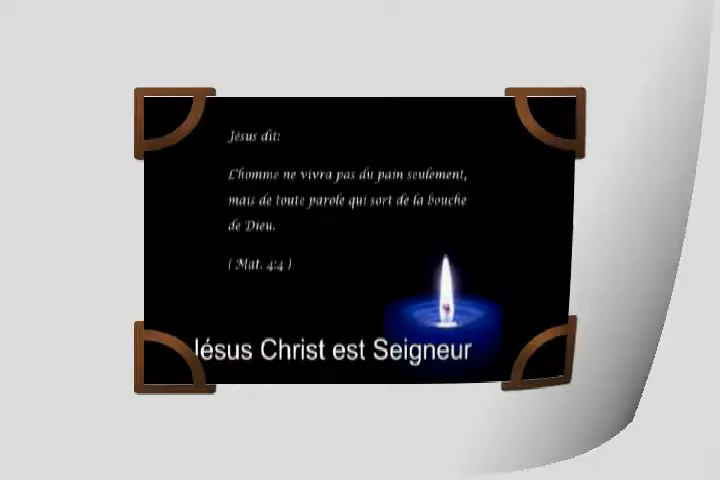 Jésus dit:
L'homme ne vivra pas du pain seulement,
mais de toute parole qui sort de la bouche
de Dieu.
( Mat. 4:4 )
Jésus Christ est Seigneur